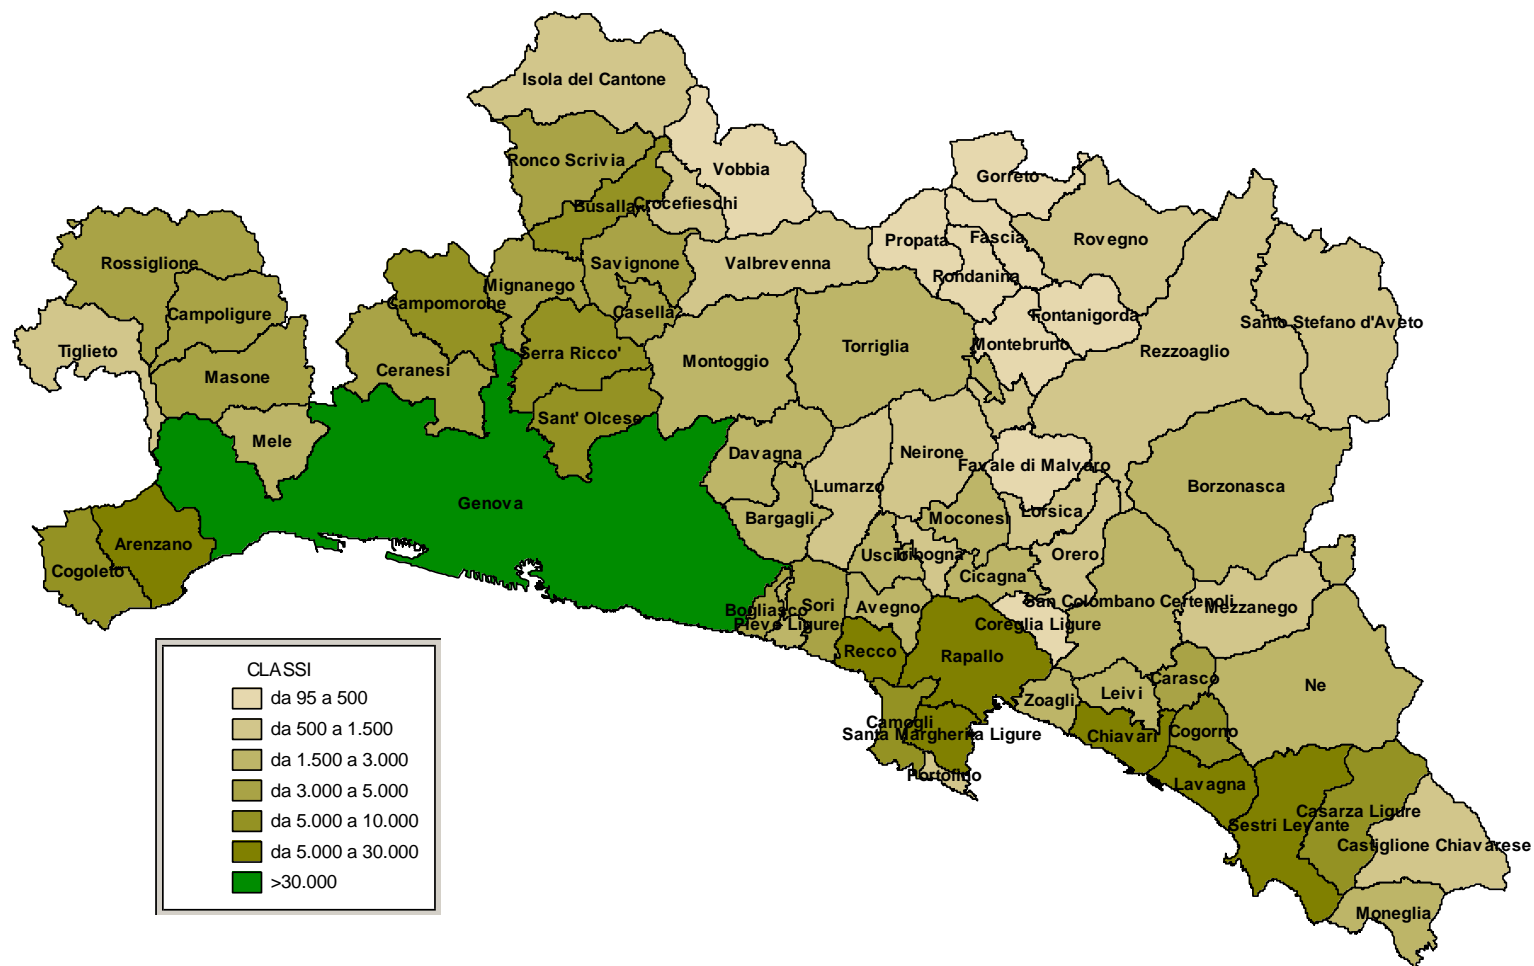 Isola del Cantone
Ronco Scrivia
Vobbia
Gorreto
Busalla
Crocefieschi
Rossiglione
Savignone
Valbrevenna
Propata
Fascia
Rovegno
Rondanina
Mignanego
Campomorone
Casella
Campoligure
Fontanigorda
Santo Stefano d'Aveto
Tiglieto
Serra Ricco'
Montoggio
Torriglia
Montebruno
Rezzoaglio
Masone
Ceranesi
Sant' Olcese
Mele
Davagna
Neirone
Favale di Malvaro
Lumarzo
Borzonasca
Genova
Bargagli
Moconesi
Lorsica
Arenzano
Cogoleto
Uscio
Tribogna
Orero
Cicagna
Bogliasco
Pieve Ligure
Sori
Avegno
San Colombano Certenoli
Mezzanego
Coreglia Ligure
Recco
Rapallo
Carasco
Ne
Zoagli
Leivi
Camogli
Santa Margherita Ligure
Chiavari
Cogorno
Portofino
Lavagna
Casarza Ligure
Sestri Levante
Castiglione Chiavarese
Moneglia
CLASSI
da 95 a 500
da 500 a 1.500
da 1.500 a 3.000
da 3.000 a 5.000
da 5.000 a 10.000
da 5.000 a 30.000
>30.000